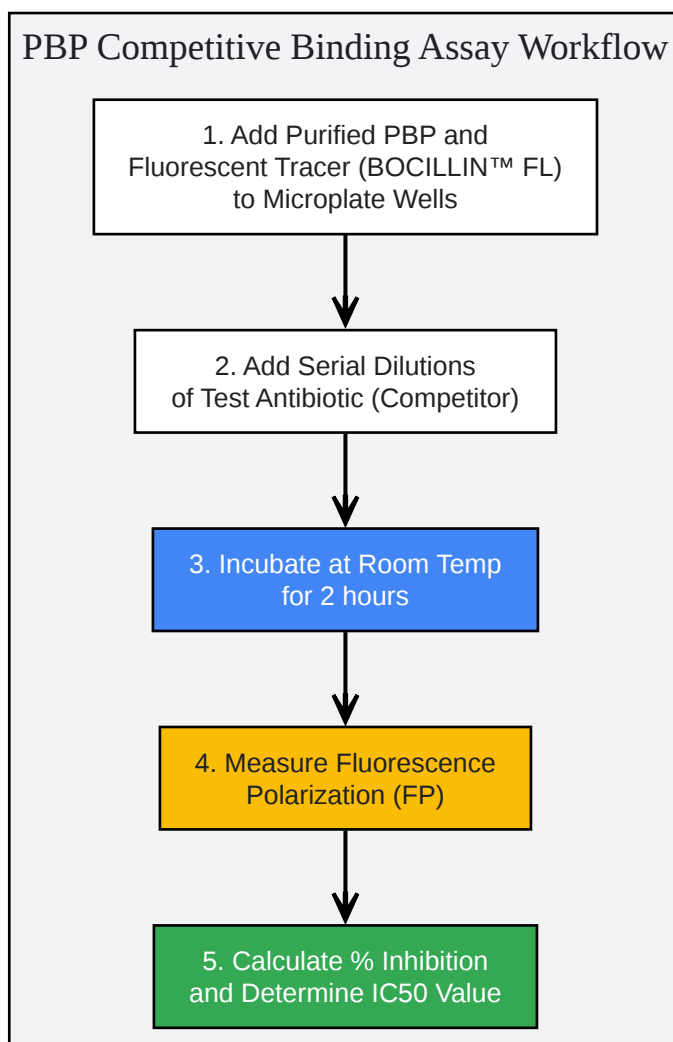 PBP Competitive Binding Assay Workflow
1. Add Purified PBP and
Fluorescent Tracer (BOCILLIN™ FL)
to Microplate Wells
2. Add Serial Dilutions
of Test Antibiotic (Competitor)
3. Incubate at Room Temp
for 2 hours
4. Measure Fluorescence
Polarization (FP)
5. Calculate % Inhibition
and Determine IC50 Value